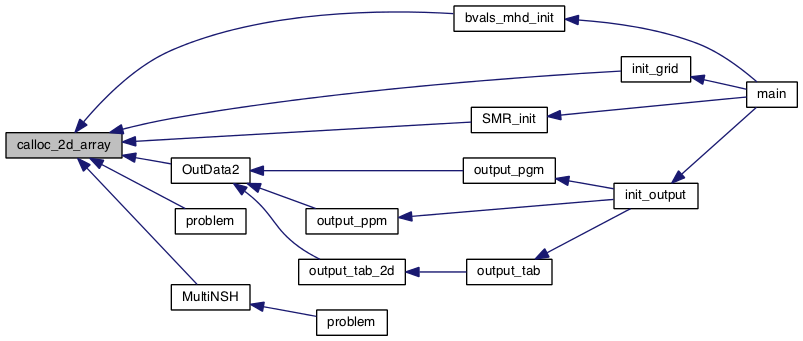 bvals_mhd_init
init_grid
main
SMR_init
calloc_2d_array
OutData2
output_pgm
init_output
problem
output_ppm
output_tab_2d
output_tab
MultiNSH
problem